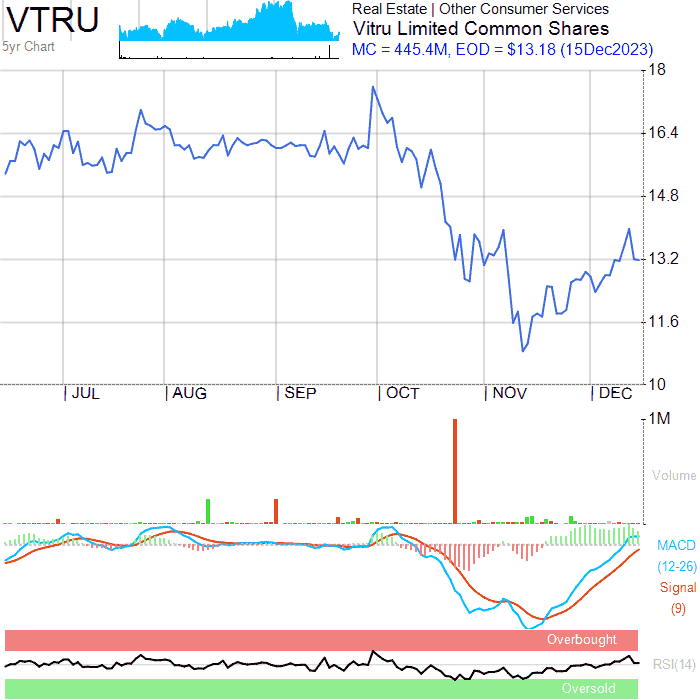 VTRU
5yr Chart
Real Estate | Other Consumer Services
Vitru Limited Common Shares
MC = 445.4M, EOD = $13.18 (15Dec2023)
18
16.4
14.8
13.2
11.6
10
JUL AUG SEP OCT NOV DEC
1M
Volume
MACD
(12-26)
Signal
(9)
Overbought
RSI(14)
Oversold